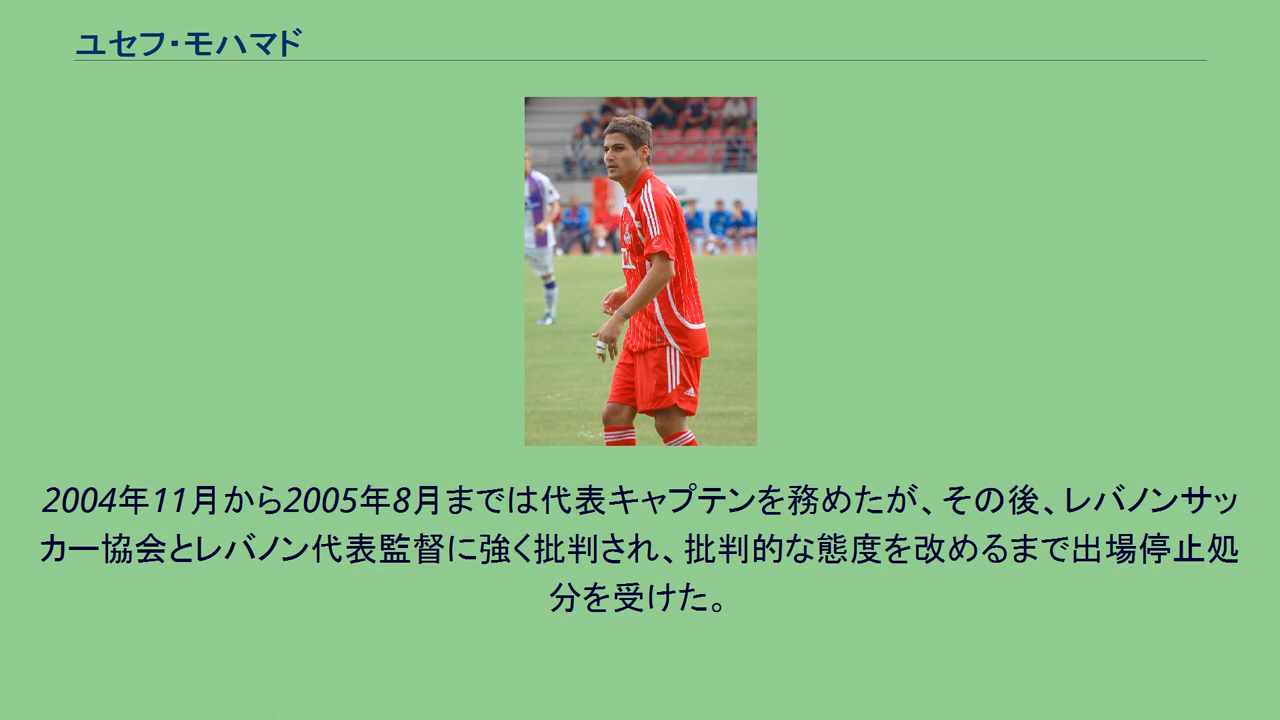 ユセフ・モハマド
2004年11月から2005年8月までは代表キャプテンを務めたが、その後、レバノンサッ
カー協会とレバノン代表監督に強く批判され、批判的な態度を改めるまで出場停止処
分を受けた。